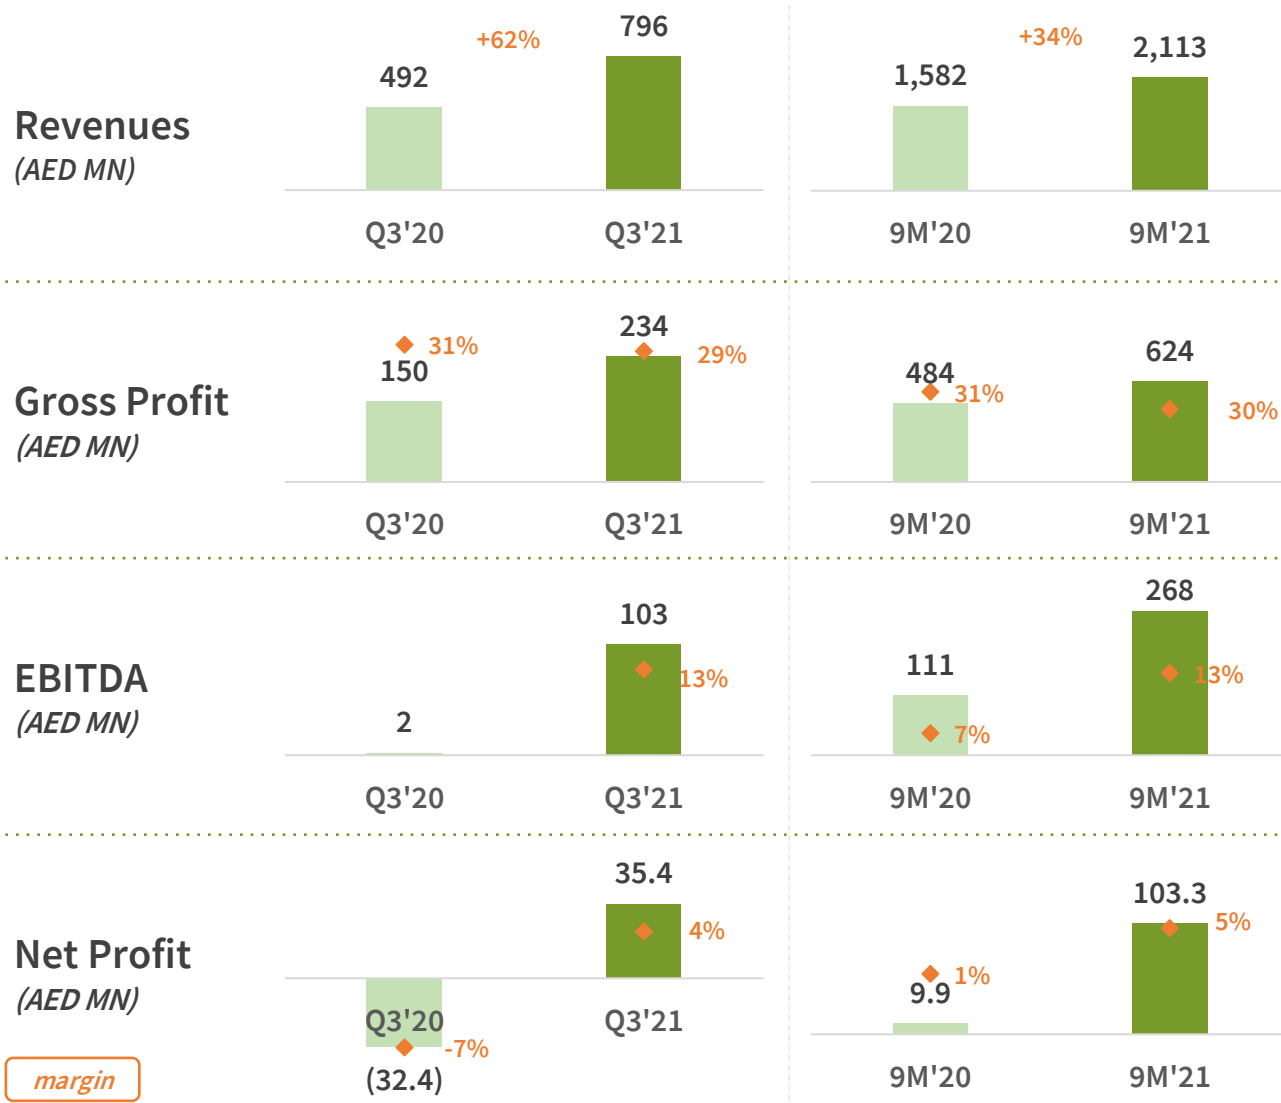 Revenues
(AED MN)
492
+62%
796
Q3'20
Q3'21
1,582
+34%
2,113
9M'20
9M'21
Gross Profit
(AED MN)
31%
150
234
29%
Q3'20
Q3'21
484
31%
624
30%
9M'20
9M'21
EBITDA
(AED MN)
2
103
13%
Q3'20
Q3'21
111
7%
268
13%
9M'20
9M'21
Net Profit
(AED MN)
35.4
4%
Q3'20
Q3'21
-7%
(32.4)
1%
9.9
103.3
5%
9M'20
9M'21
margin